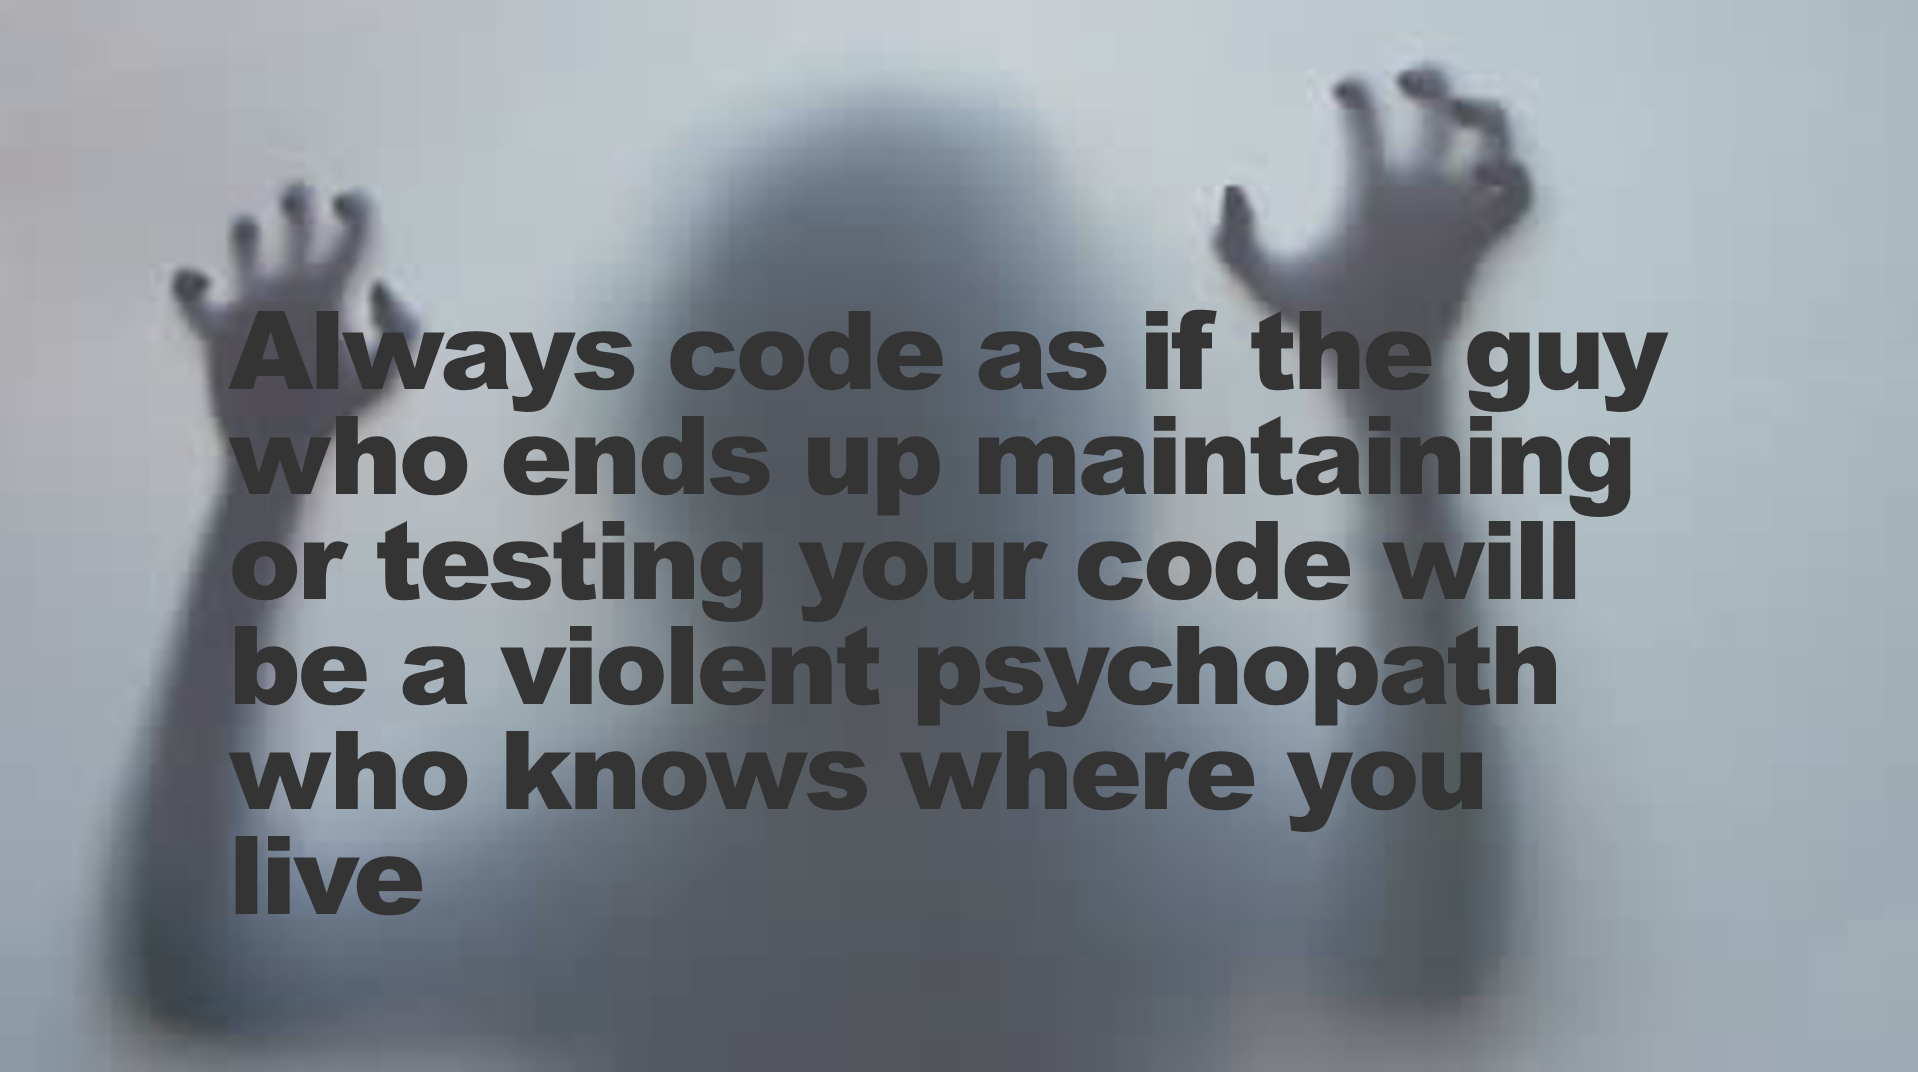 Always code as if the guy
who ends up maintaining
or testing your code will
be a violent psychopath
who knows where you
live